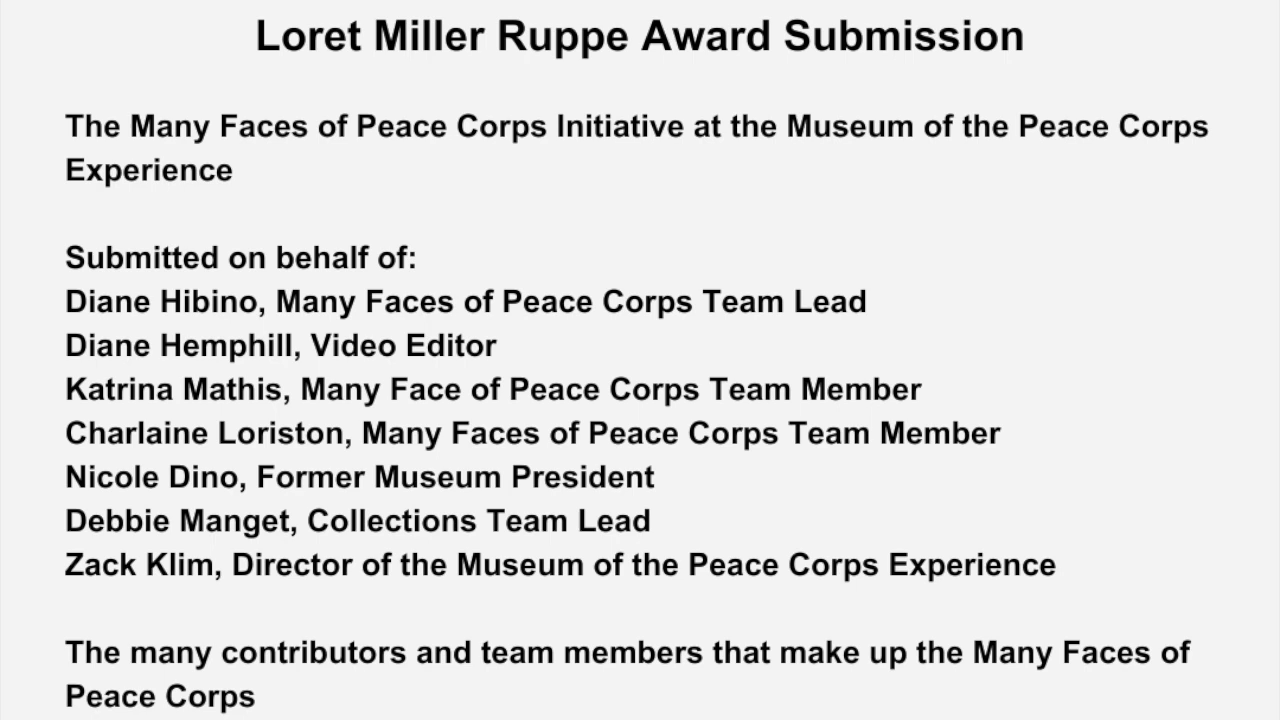 Loret Miller Ruppe Award Submission
The Many Faces of Peace Corps Initiative at the Museum of the Peace Corps
Experience
Submitted on behalf of:
Diane Hibino, Many Faces of Peace Corps Team Lead
Diane Hemphill, Video Editor
Katrina Mathis, Many Face of Peace Corps Team Member
Charlaine Loriston, Many Faces of Peace Corps Team Member
Nicole Dino, Former Museum President
Debbie Manget, Collections Team Lead
Zack Klim, Director of the Museum of the Peace Corps Experience
The many contributors and team members that make up the Many Faces of
Peace Corps